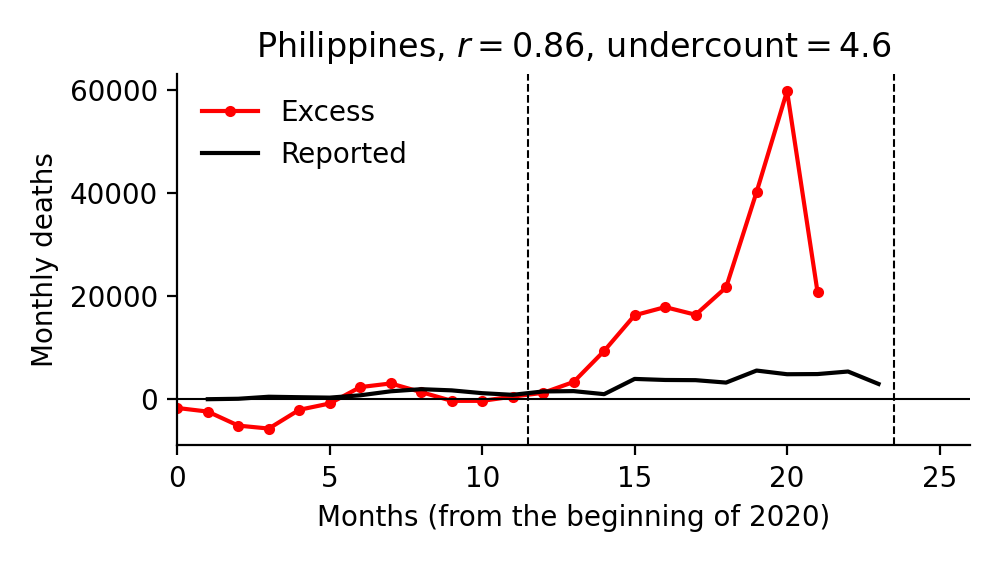 Philippines, r = 0.86, undercount = 4.6
Excess
Reported
Monthly deaths
60000
40000
20000
0
0 5 10 15 20 25
Months (from the beginning of 2020)